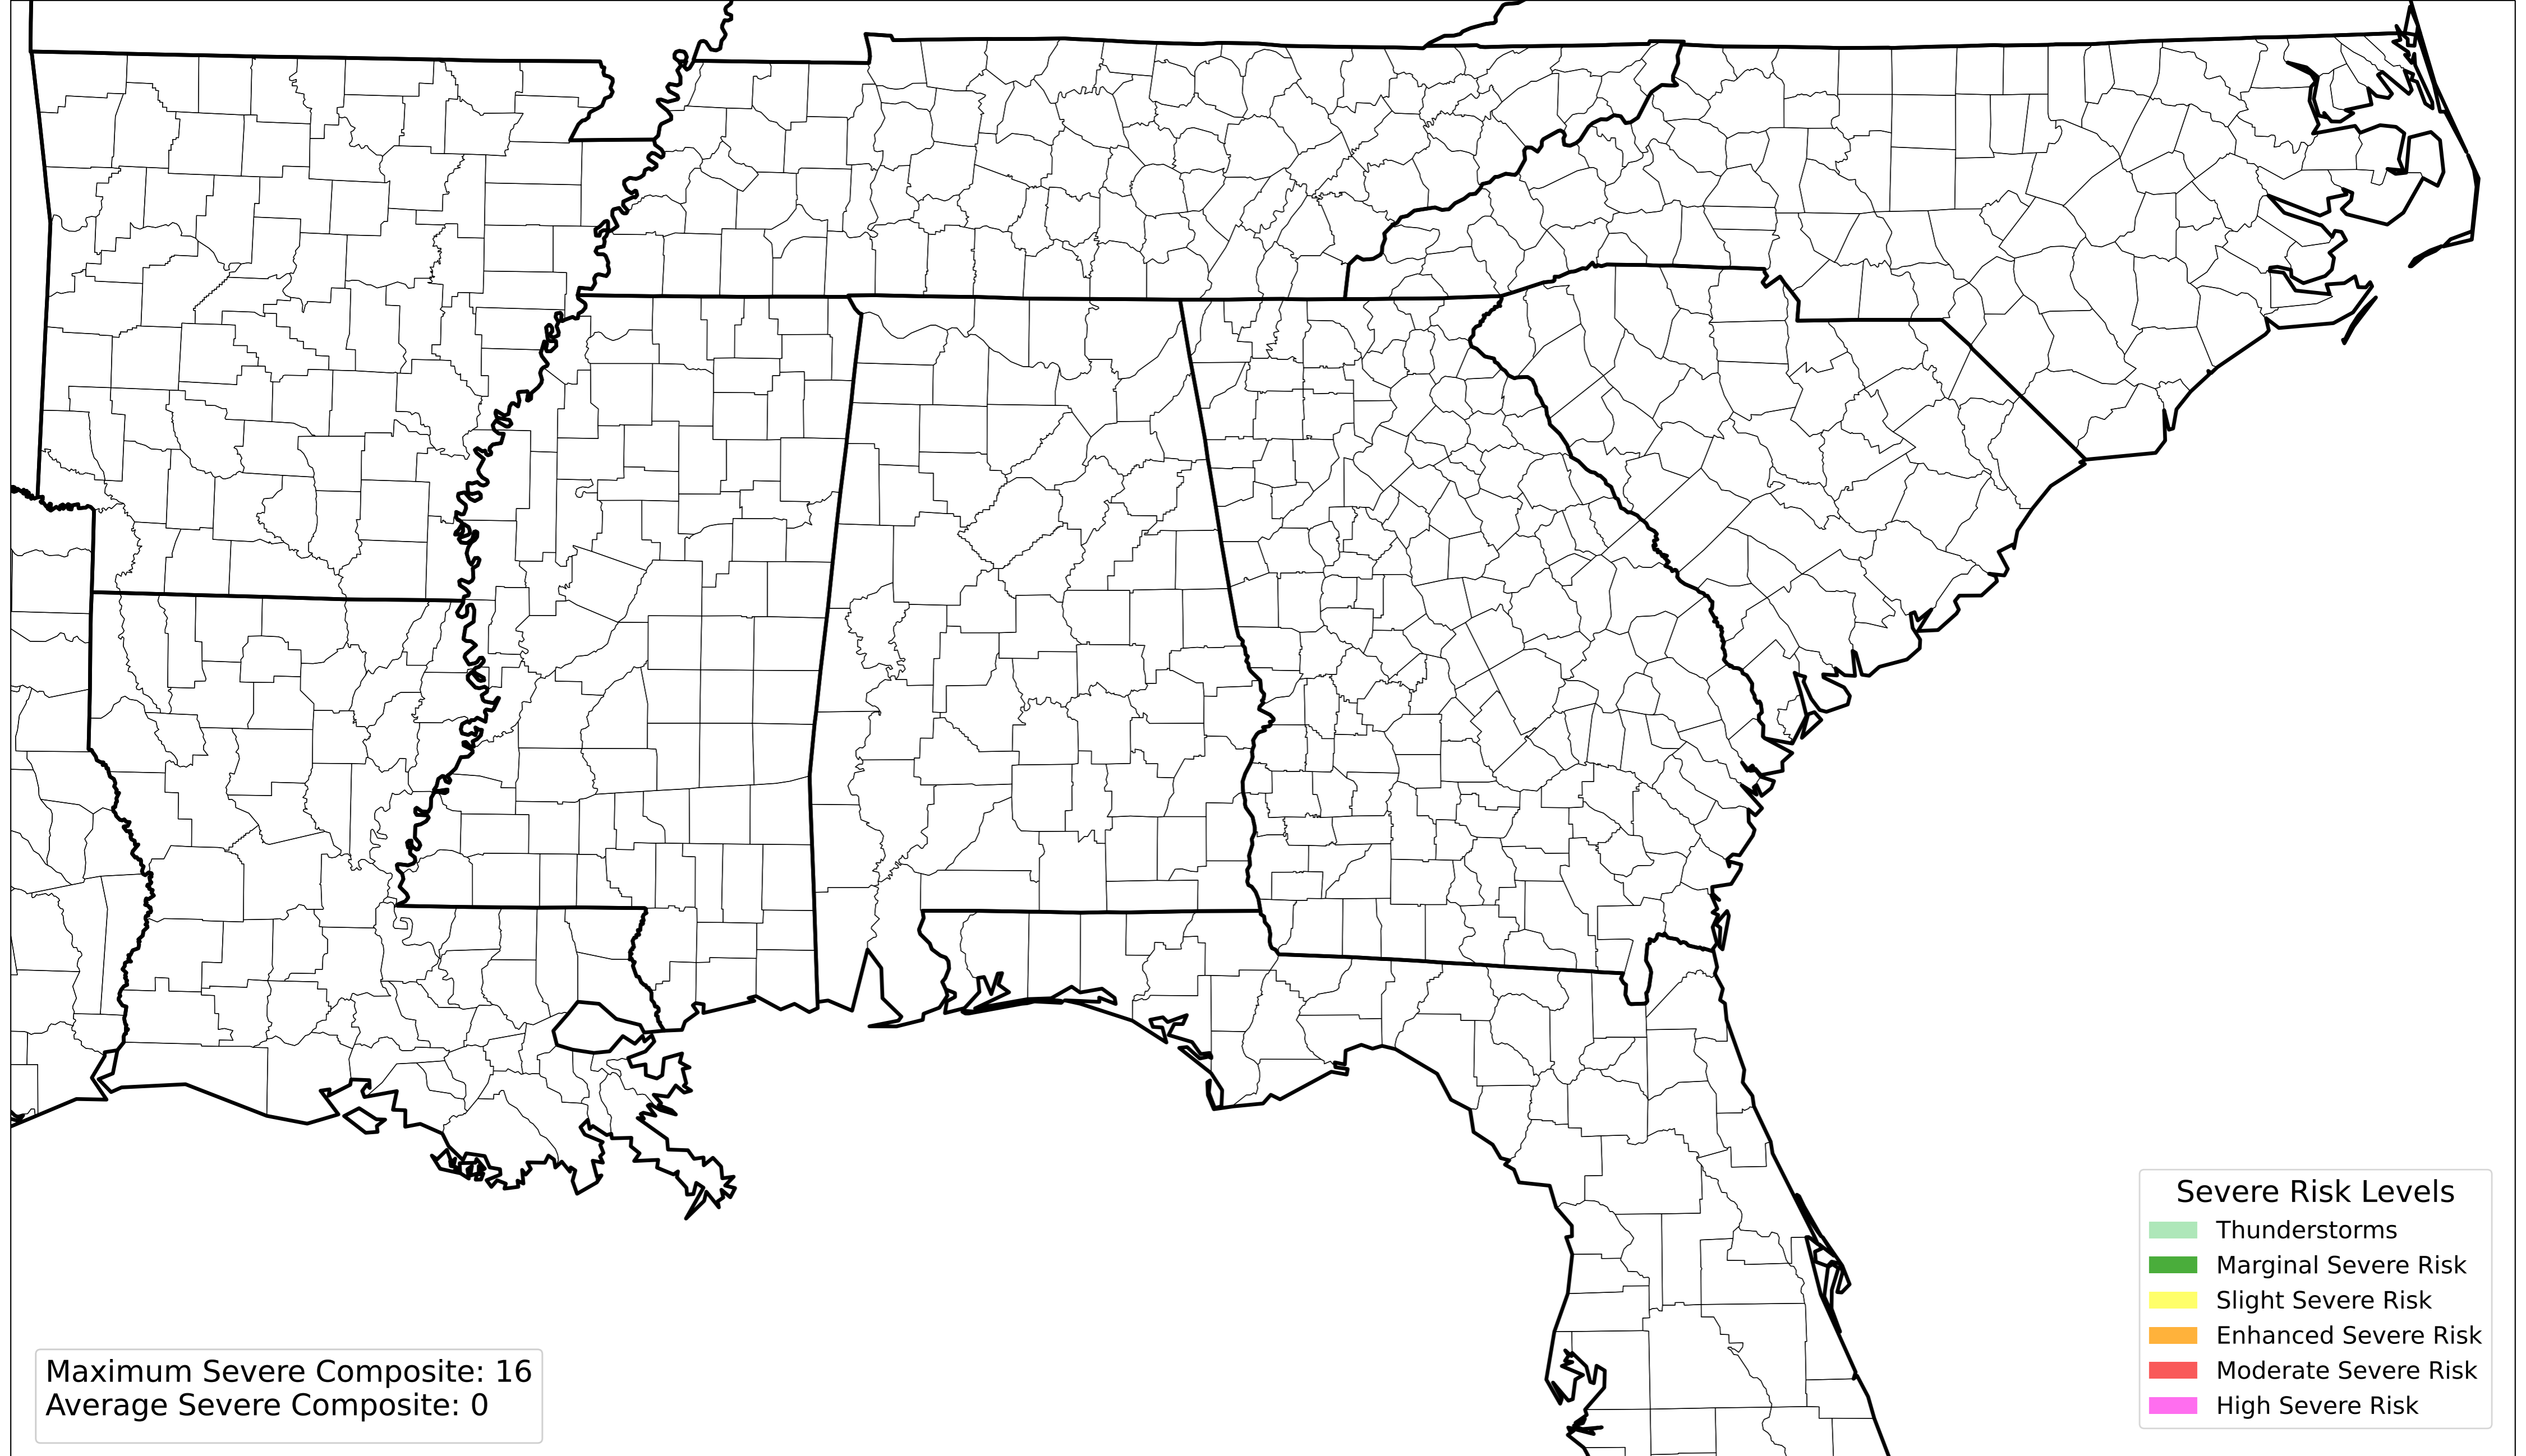 Severe Risk Levels
Thunderstorms
Marginal Severe Risk
Slight Severe Risk
Enhanced Severe Risk
Moderate Severe Risk
High Severe Risk
Maximum Severe Composite: 16
Average Severe Composite: 0